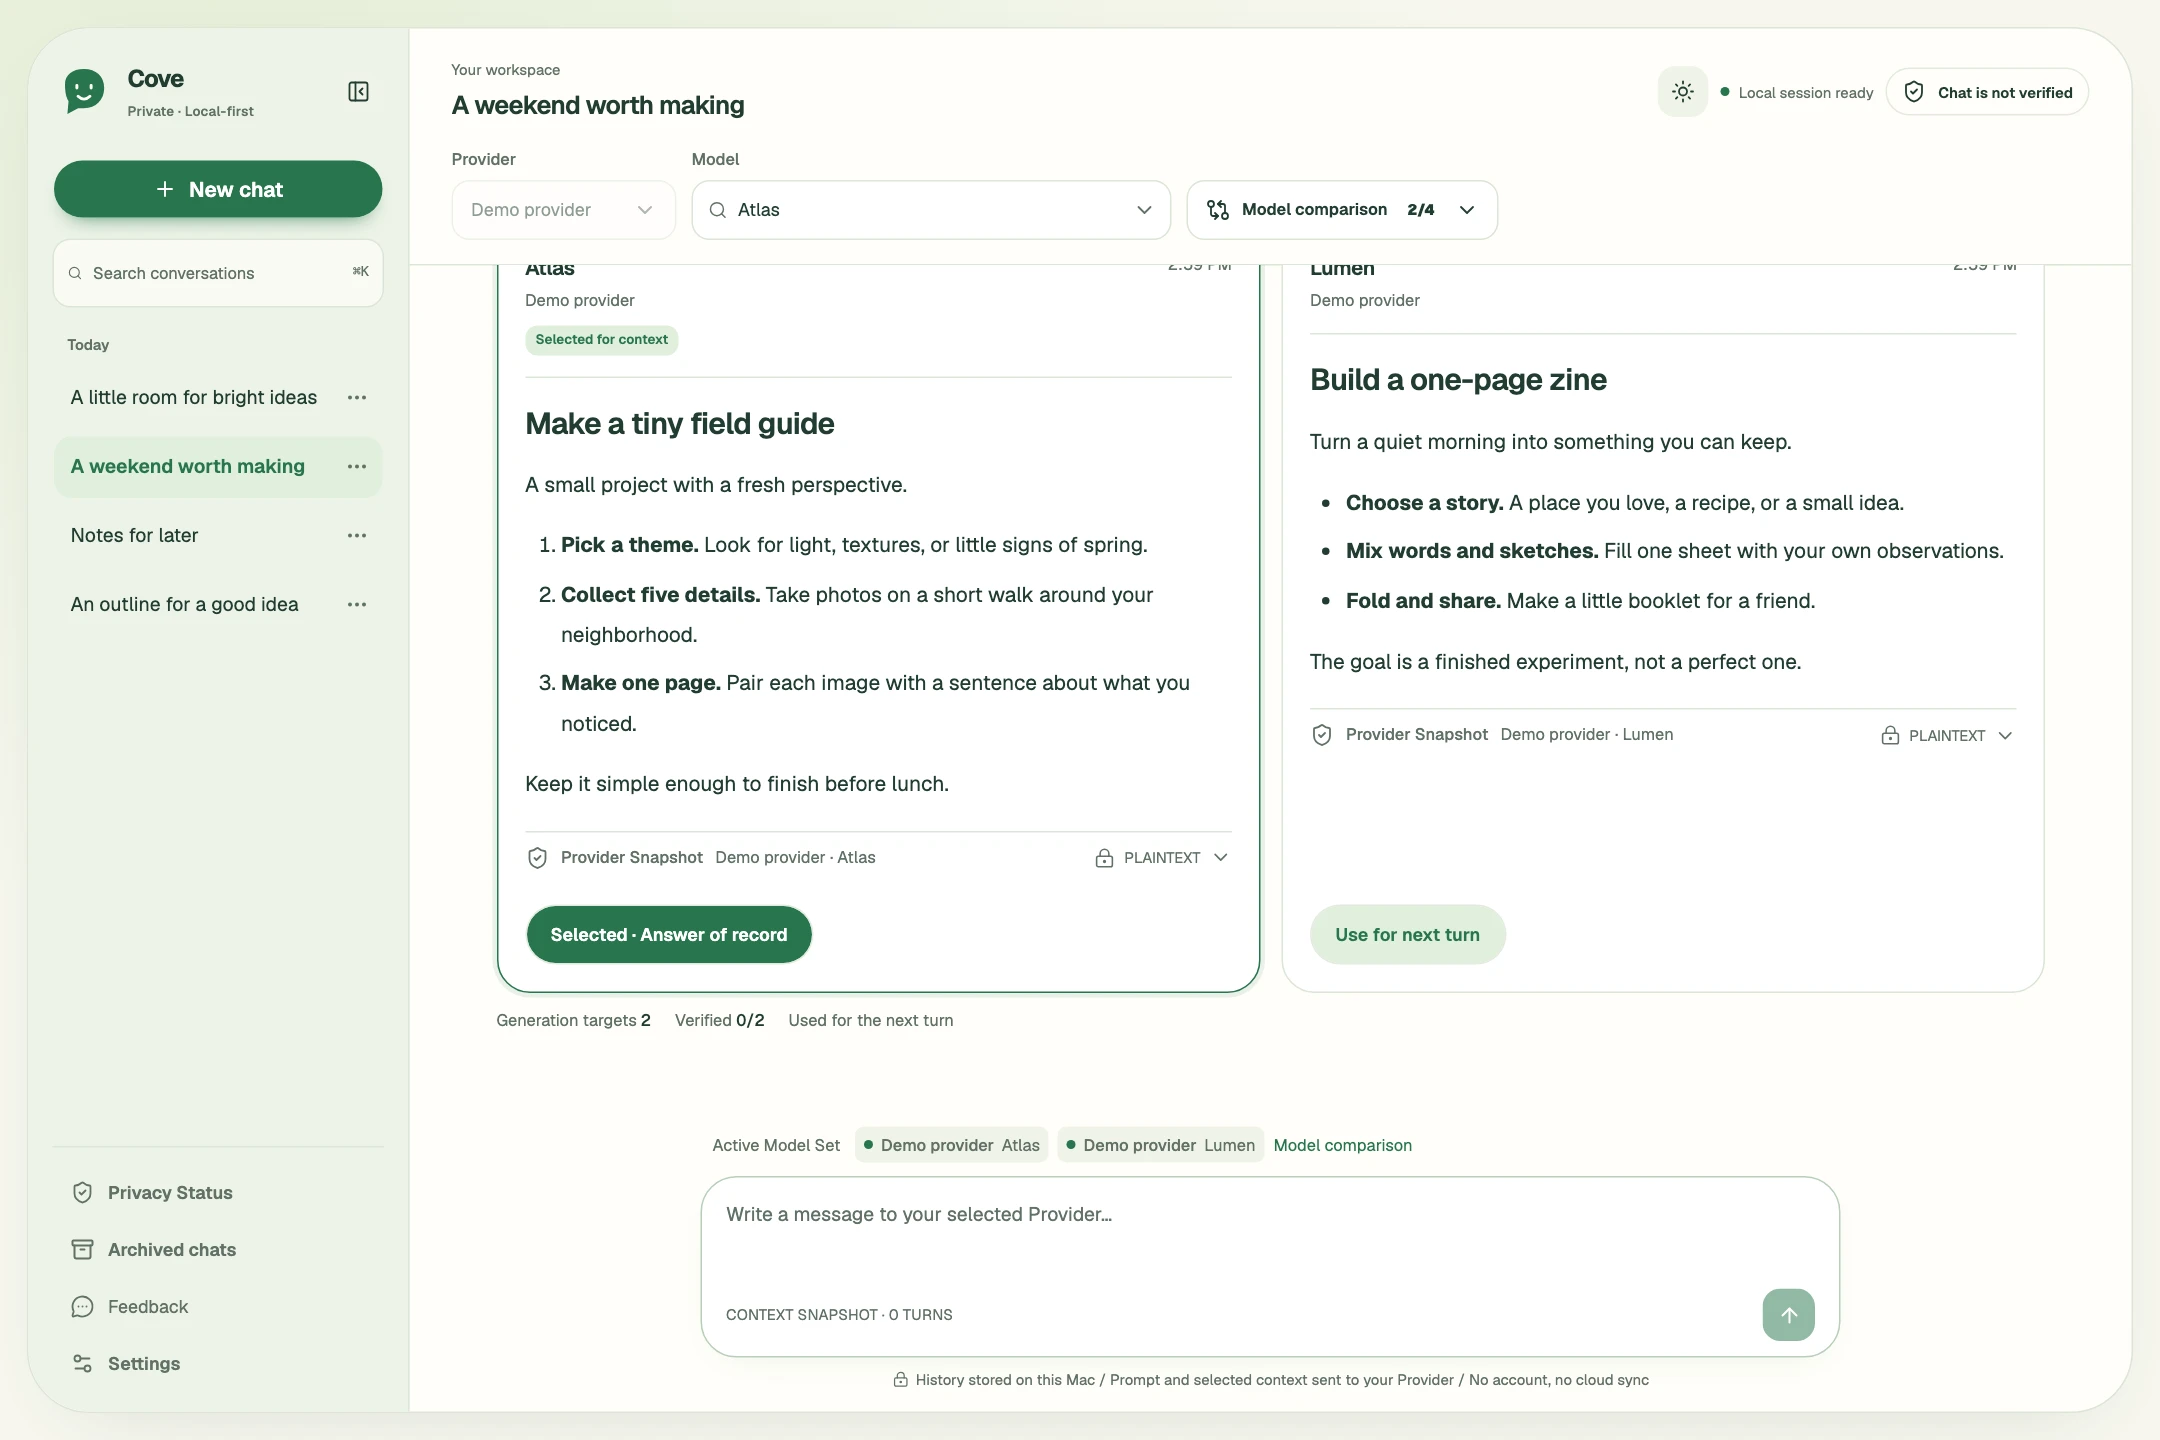 Cove
Private · Local-first
New chat
Search conversations
⌘K
Today
A little room for bright ideas
A weekend worth making
Notes for later
An outline for a good idea
Privacy Status
Archived chats
Feedback
Settings
Your workspace
A weekend worth making
Local session ready
Chat is not verified
Provider
Model
Demo provider
Atlas
Model comparison 2/4
Atlas
2:39 PM
Demo provider
Selected for context
Make a tiny field guide
A small project with a fresh perspective.
1. Pick a theme. Look for light, textures, or little signs of spring.
2. Collect five details. Take photos on a short walk around your
neighborhood.
3. Make one page. Pair each image with a sentence about what you
noticed.
Keep it simple enough to finish before lunch.
Provider Snapshot Demo provider · Atlas
PLAINTEXT
Selected · Answer of record
Lumen
2:39 PM
Demo provider
Build a one-page zine
Turn a quiet morning into something you can keep.
• Choose a story. A place you love, a recipe, or a small idea.
• Mix words and sketches. Fill one sheet with your own observations.
• Fold and share. Make a little booklet for a friend.
The goal is a finished experiment, not a perfect one.
Provider Snapshot Demo provider · Lumen
PLAINTEXT
Use for next turn
Generation targets 2 Verified 0/2 Used for the next turn
Active Model Set Demo provider Atlas Demo provider Lumen Model comparison
Write a message to your selected Provider...
CONTEXT SNAPSHOT · 0 TURNS
History stored on this Mac / Prompt and selected context sent to your Provider / No account, no cloud sync